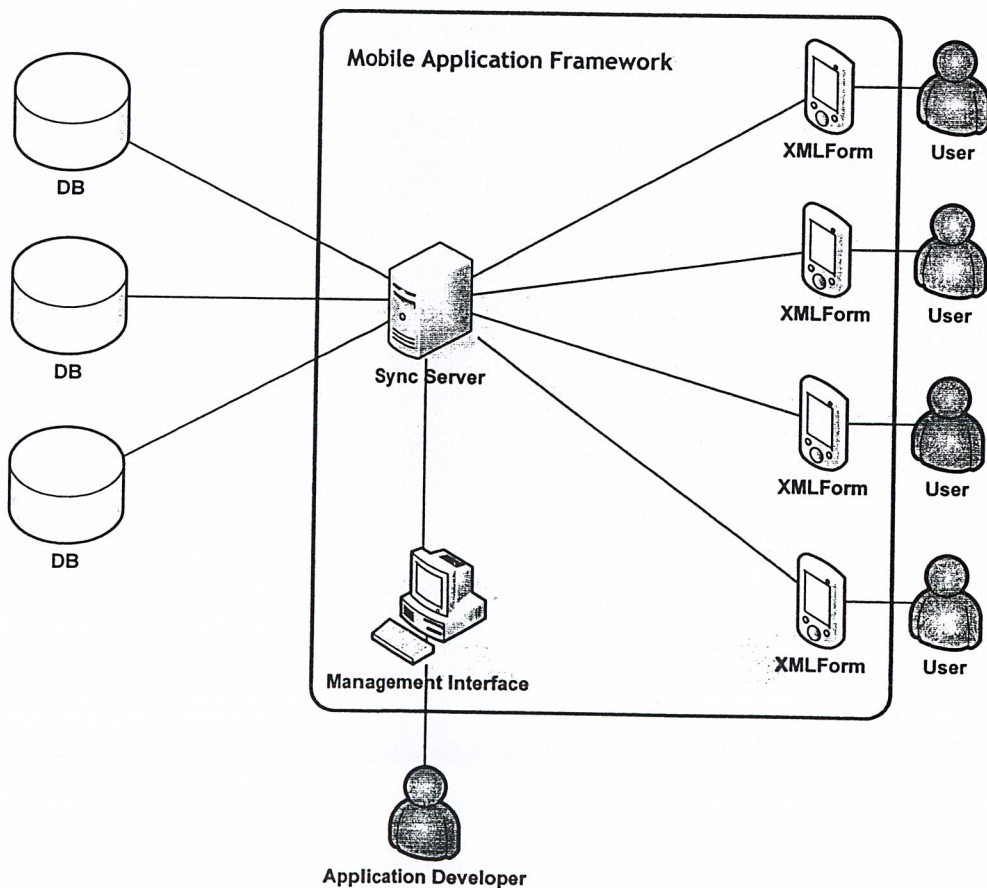 Mobile Application Framework
XMLForm
User
DB
XMLForm
User
DB
Sync Server
XMLForm
User
DB
XMLForm
User
Management Interface
Application Developer